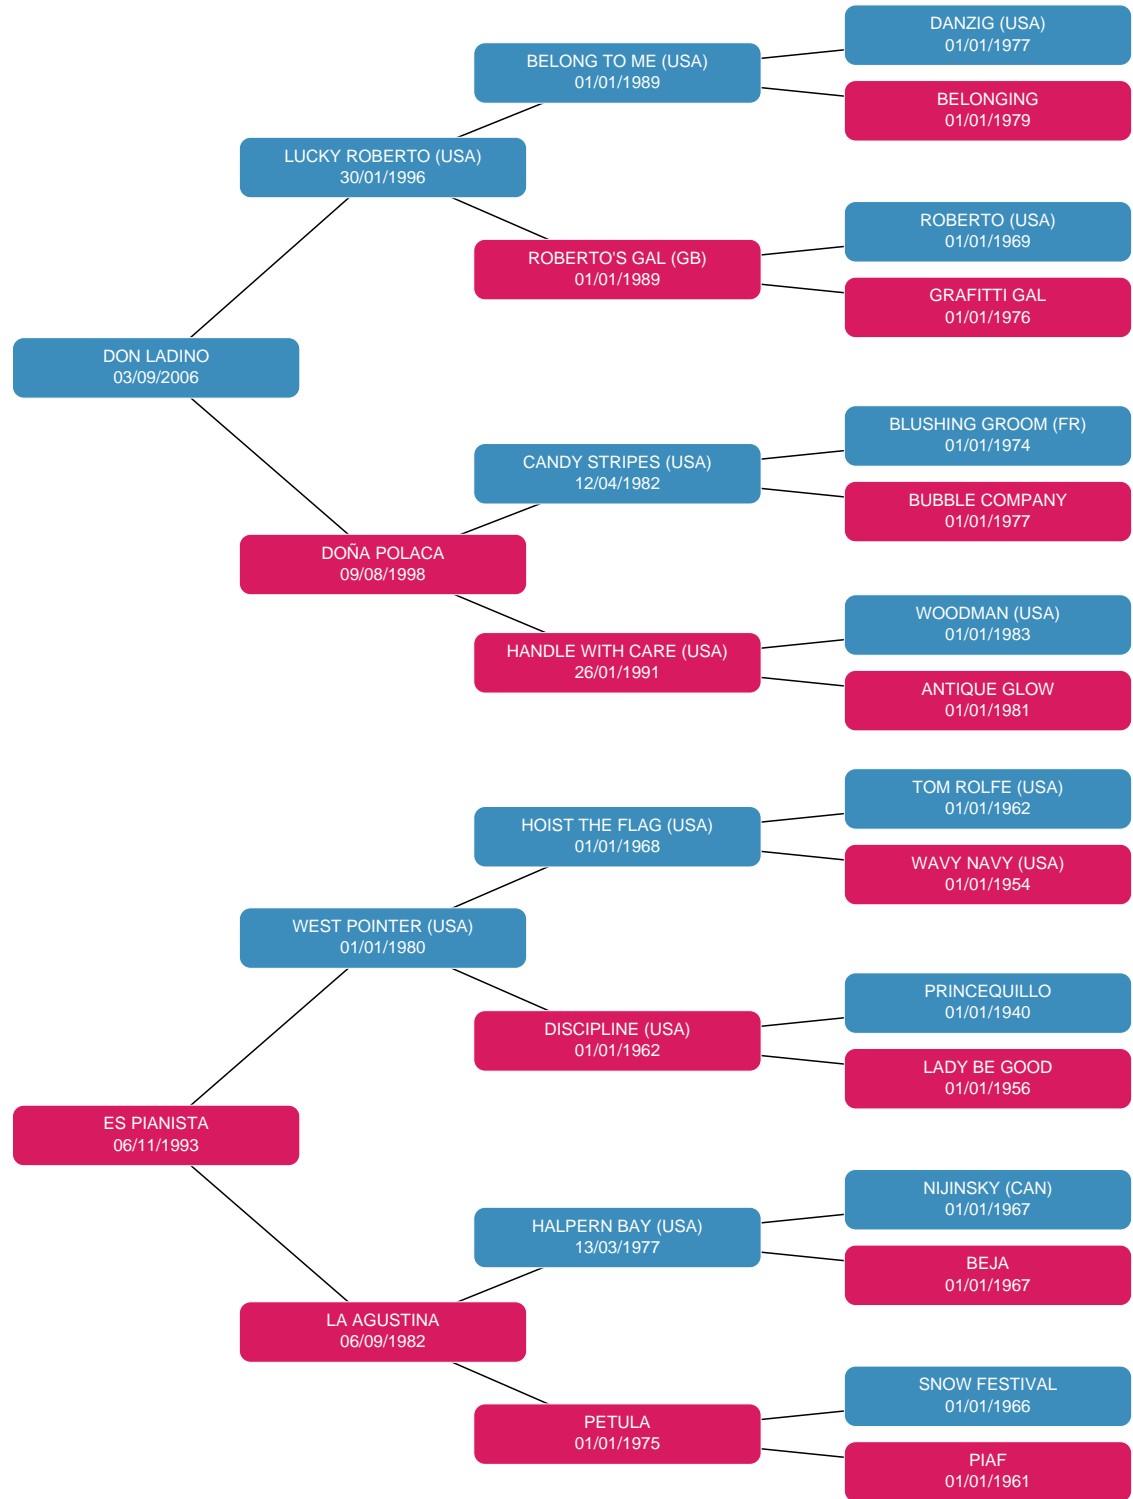 DANZIG (USA)
01/01/1977
BELONG TO ME (USA)
01/01/1989
BELONGING
01/01/1979
LUCKY ROBERTO (USA)
30/01/1996
ROBERTO (USA)
01/01/1969
ROBERTO'S GAL (GB)
01/01/1989
GRAFITTI GAL
01/01/1976
DON LADINO
03/09/2006
BLUSHING GROOM (FR)
01/01/1974
CANDY STRIPES (USA)
12/04/1982
BUBBLE COMPANY
01/01/1977
DOÑA POLACA
09/08/1998
WOODMAN (USA)
01/01/1983
HANDLE WITH CARE (USA)
26/01/1991
ANTIQUE GLOW
01/01/1981
TOM ROLFE (USA)
01/01/1962
HOIST THE FLAG (USA)
01/01/1968
WAVY NAVY (USA)
01/01/1954
WEST POINTER (USA)
01/01/1980
PRINCEQUILLO
01/01/1940
DISCIPLINE (USA)
01/01/1962
LADY BE GOOD
01/01/1956
ES PIANISTA
06/11/1993
NIJINSKY (CAN)
01/01/1967
HALPERN BAY (USA)
13/03/1977
BEJA
01/01/1967
LA AGUSTINA
06/09/1982
SNOW FESTIVAL
01/01/1966
PETULA
01/01/1975
PIAF
01/01/1961